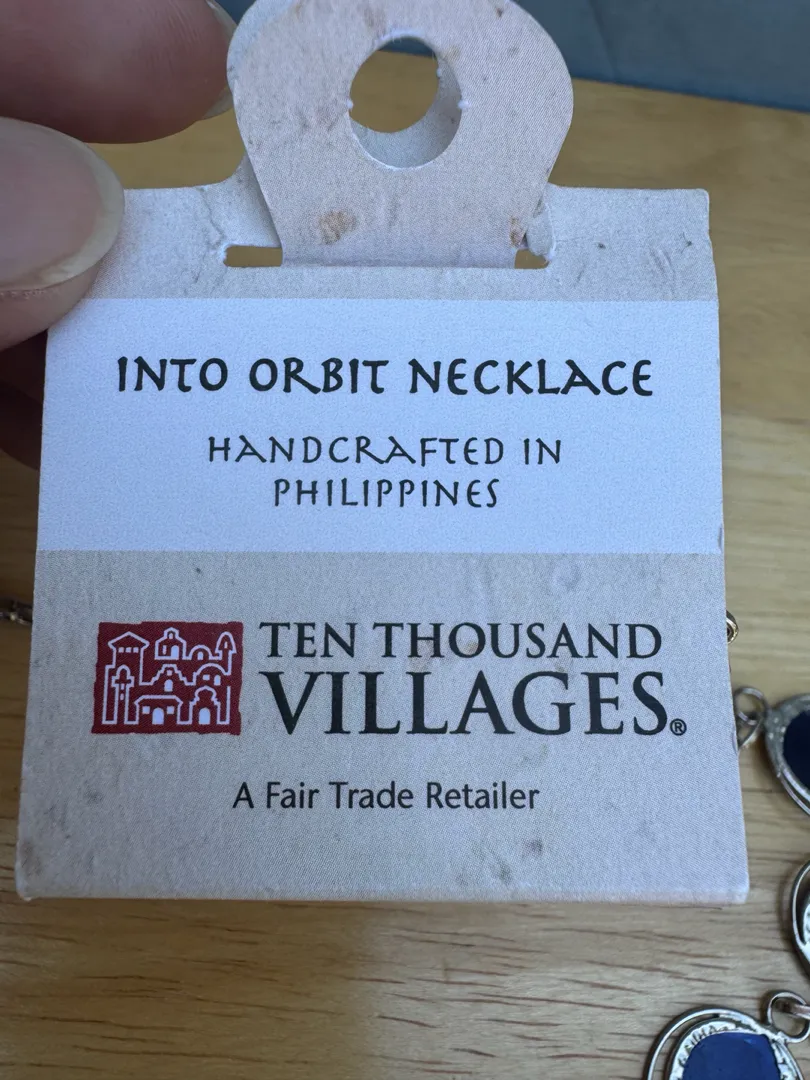 INTO ORBIT NECKLACE
HANDCRAFTED IN
PHILIPPINES
TEN THOUSAND
VILLAGES®
A Fair Trade Retailer